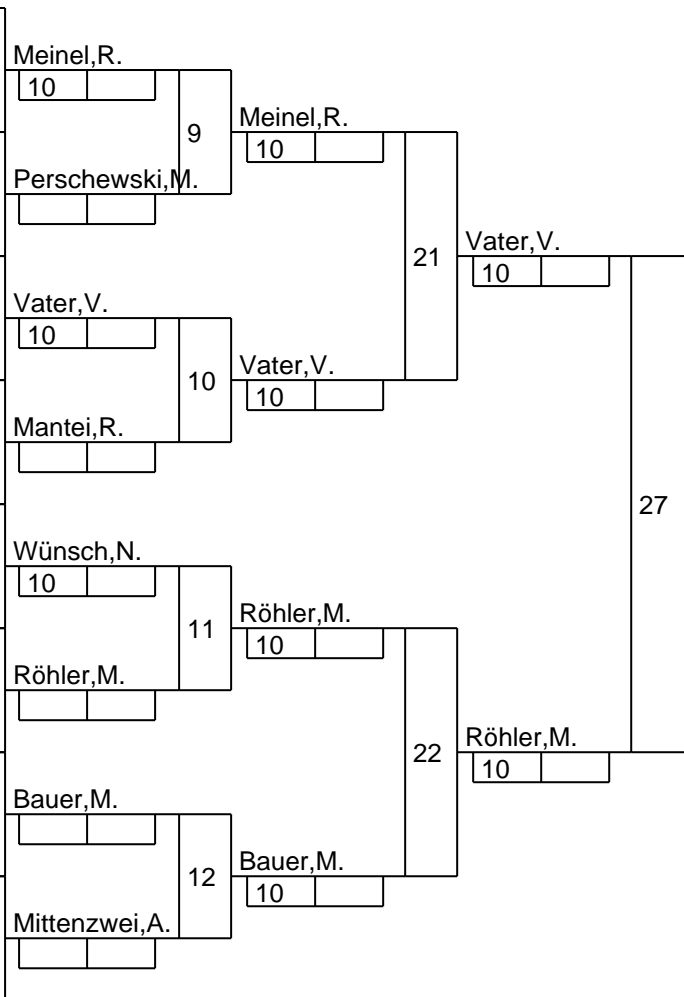 Meinel,R.
10
9
Meinel,R.
10
Perschewski,M.
21
Vater,V.
10
Vater,V.
10
10
Vater,V.
10
Mantei,R.
27
Wünsch,N.
10
11
Röhler,M.
10
Röhler,M.
22
Röhler,M.
10
Bauer,M.
12
Bauer,M.
10
Mittenzwei,A.